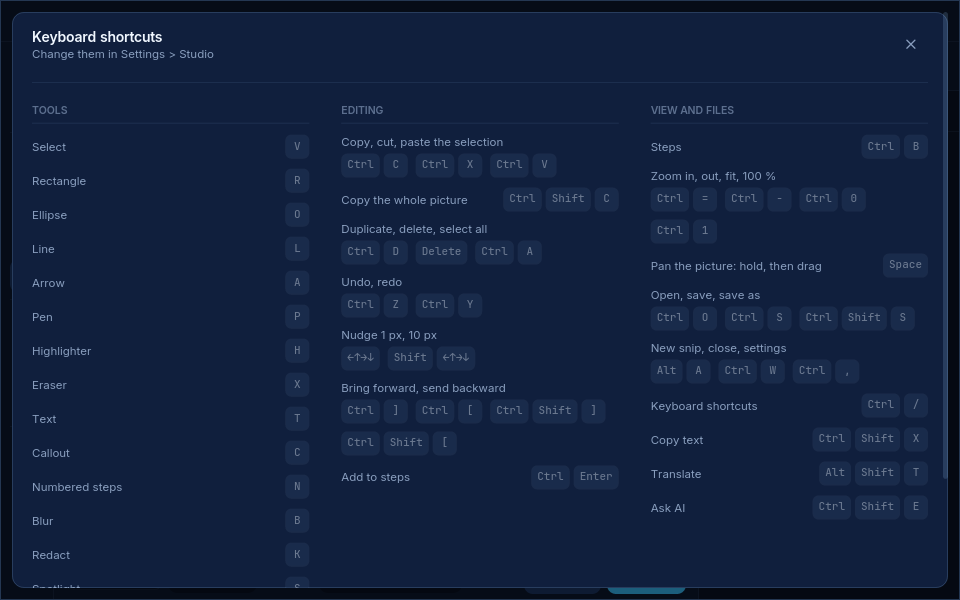 Keyboard shortcuts
Change them in Settings > Studio
TOOLS
Select V
Rectangle R
Ellipse O
Line L
Arrow A
Pen P
Highlighter H
Eraser X
Text T
Callout C
Numbered steps N
Blur B
Redact K
Spotlight S
EDITING
Copy, cut, paste the selection
Ctrl C Ctrl X Ctrl V
Copy the whole picture Ctrl Shift C
Duplicate, delete, select all
Ctrl D Delete Ctrl A
Undo, redo
Ctrl Z Ctrl Y
Nudge 1 px, 10 px
←↑→↓ Shift ←↑→↓
Bring forward, send backward
Ctrl ] Ctrl [ Ctrl Shift ]
Ctrl Shift [
Add to steps Ctrl Enter
VIEW AND FILES
Steps Ctrl B
Zoom in, out, fit, 100 %
Ctrl = Ctrl - Ctrl 0
Ctrl 1
Pan the picture: hold, then drag Space
Open, save, save as
Ctrl O Ctrl S Ctrl Shift S
New snip, close, settings
Alt A Ctrl W Ctrl ,
Keyboard shortcuts Ctrl /
Copy text Ctrl Shift X
Translate Alt Shift T
Ask AI Ctrl Shift E